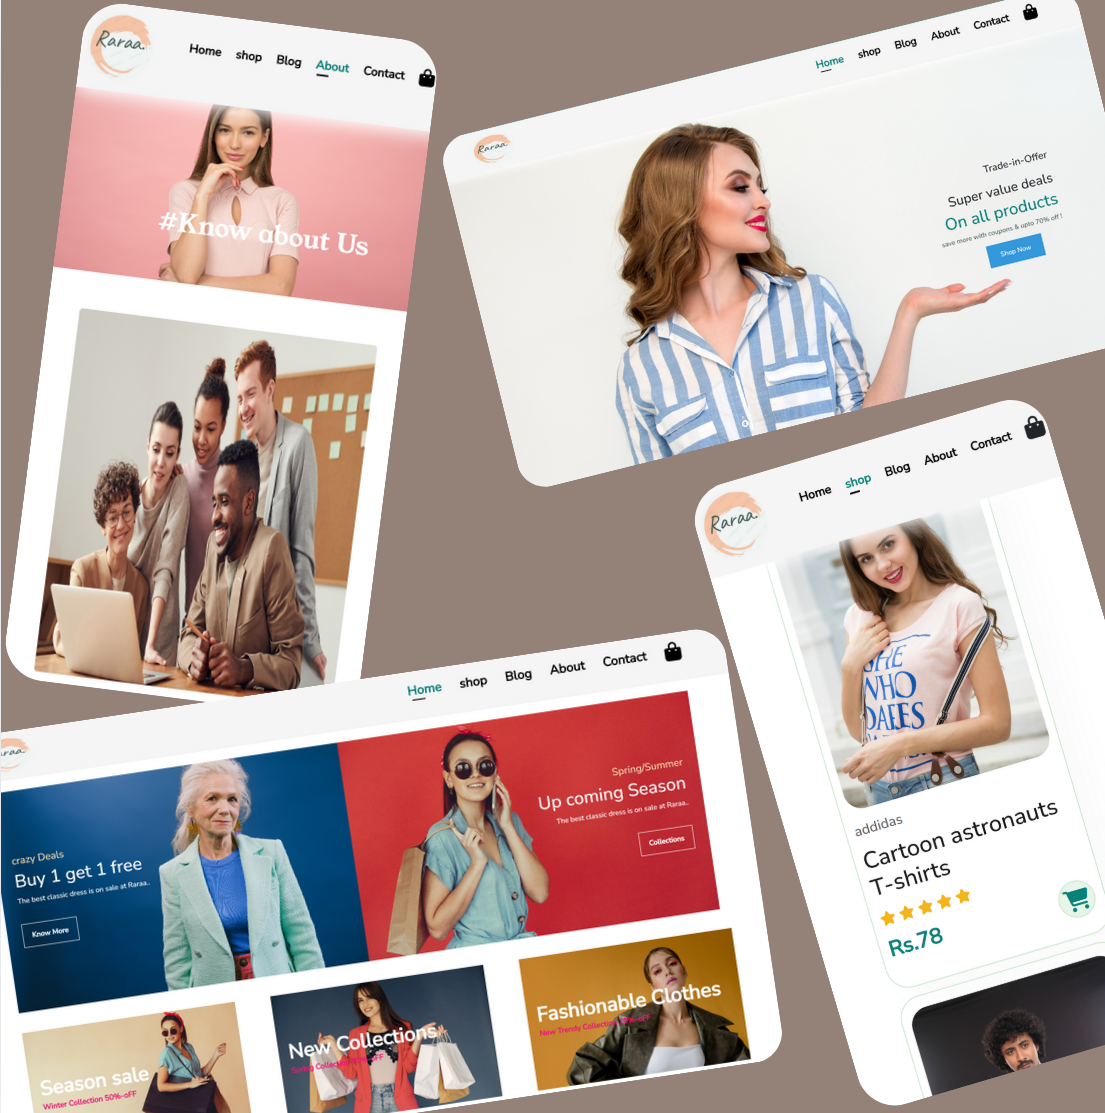 Raraa.
Home shop Blog About Contact
#Know about Us
Home shop Blog About Contact
Raraa.
Trade-in-Offer
Super value deals
On all products
save more with coupons & upto 70% off !
Shop Now
Home shop Blog About Contact
Raraa.
SHE
WHO
DARES
addidas
Cartoon astronauts
T-shirts
Rs.78
Home shop Blog About Contact
raa.
crazy Deals
Buy 1 get 1 free
The best classic dress is on sale at Raraa..
Know More
Spring/Summer
Up coming Season
The best classic dress is on sale at Raraa..
Collections
Season sale
Winter Collection 50%-oFF
New Collections
Spring Collection
Fashionable Clothes
New Trendy Collection